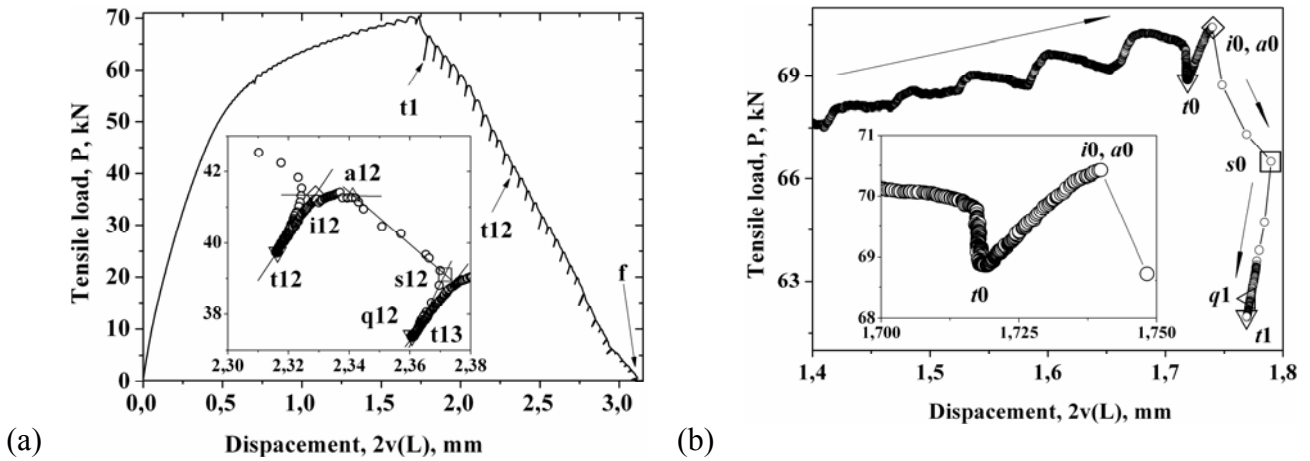 (a)
Tensile load, P, kN
70
60
50
40
30
20
10
0
0,0 0,5 1,0 1,5 2,0 2,5 3,0
Dispacement, 2v(L), mm
t1
t12
f
41
40
38
37
2,30 2,32 2,34 2,36 2,38
a12
i12
t12
s12
q12
t13
(b)
Tensile load, P, kN
69
66
63
1,4 1,5 1,6 1,7 1,8
Dispacement, 2v(L), mm
i0, a0
t0
s0
q1
t1
71
70
69
68
1,700 1,725 1,750
i0, a0
t0